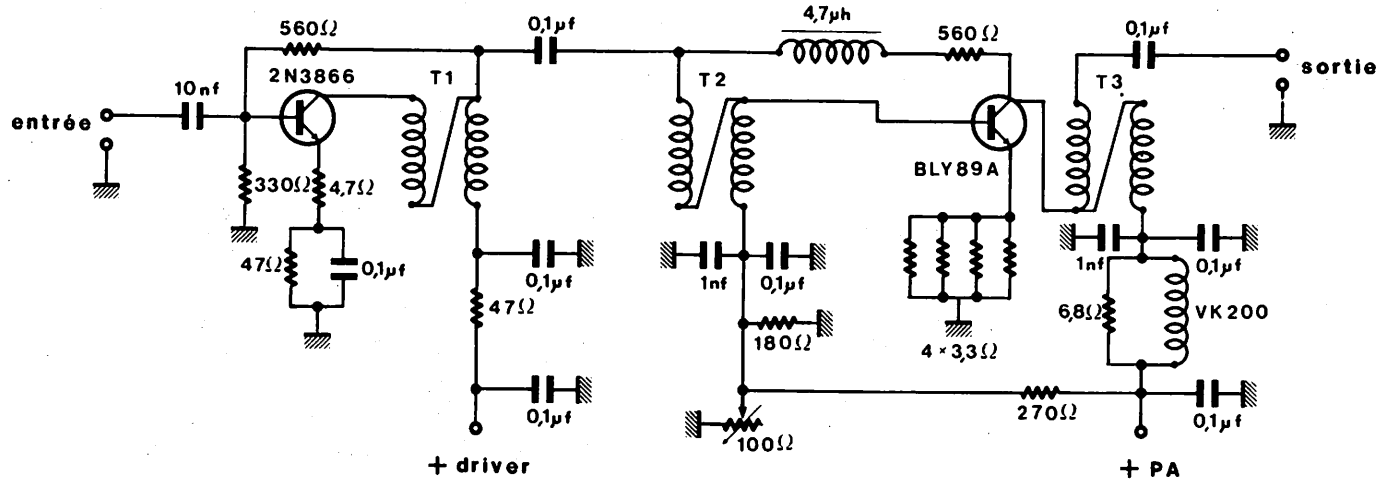 560Ω
0,1µf
4,7µh
560Ω
0,1µf
2N3866
T1
T2
T3
sortie
10nf
entrée
BLY89A
330Ω
4,7Ω
47Ω
0,1µf
0,1µf
1nf
0,1µf
1nf
0,1µf
47Ω
180Ω
4 × 3,3Ω
6,8Ω
VK200
0,1µf
100Ω
270Ω
0,1µf
+ driver
+ PA